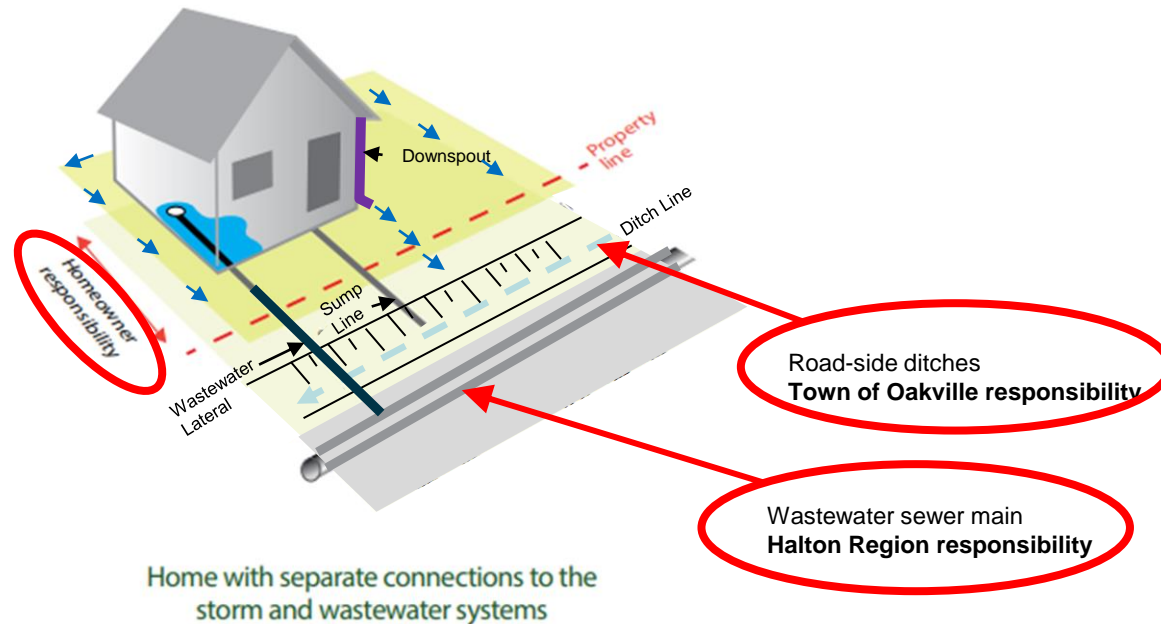 Downspout
Property
line
Ditch Line
Homeowner
responsibility
Sump
Line
Wastewater
Lateral
Road-side ditches
Town of Oakville responsibility
Wastewater sewer main
Halton Region responsibility
Home with separate connections to the
storm and wastewater systems